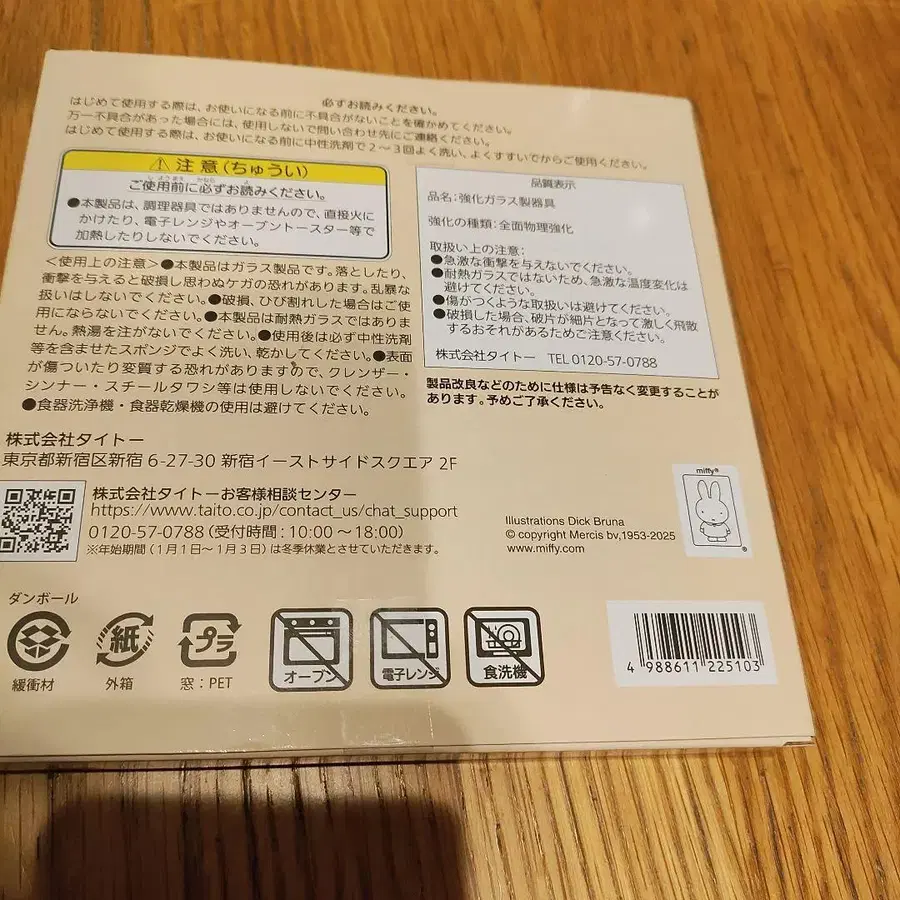 必ずお読みください。
はじめて使用する際は、お使いになる前に不具合がないことを確かめてください。
万一不具合があった場合には、使用しないで問い合わせ先にご連絡ください。
はじめて使用する際は、お使いになる前に中性洗剤で2～3回よく洗い、よくすすいでからご使用ください。
⚠注意(ちゅうい)
ご使用前に必ずお読みください。
●本製品は、調理器具ではありませんので、直接火に
かけたり、電子レンジやオーブントースター等で
加熱したりしないでください。
<使用上の注意>●本製品はガラス製品です。落としたり、
衝撃を与えると破損し思わぬケガの恐れがあります。乱暴な
扱いはしないでください。●破損、ひび割れした場合はご使
用にならないでください。●本製品は耐熱ガラスではありま
せん。熱湯を注がないでください。●使用後は必ず中性洗剤
等を含ませたスポンジでよく洗い、乾かしてください。●表面
が傷ついたり変質する恐れがありますので、クレンザー・
シンナー・スチールタワシ等は使用しないでください。
●食器洗浄機・食器乾燥機の使用は避けてください。
品質表示
品名:強化ガラス製器具
強化の種類:全面物理強化
取扱い上の注意:
●急激な衝撃を与えないでください。
●耐熱ガラスではないため、急激な温度変化は
避けてください。
●傷がつくような取扱いは避けてください。
●破損した場合、破片が細片となって激しく飛散
するおそれがあるためご注意ください。
株式会社タイトー TEL 0120-57-0788
製品改良などのために仕様は予告なく変更することが
あります。予めご了承ください。
株式会社タイトー
東京都新宿区新宿 6-27-30 新宿イーストサイドスクエア 2F
株式会社タイトーお客様相談センター
https://www.taito.co.jp/contact_us/chat_support
0120-57-0788(受付時間:10:00～18:00)
※年始期間(1月1日～1月3日)は冬季休業とさせていただきます。
miffy®
Illustrations Dick Bruna
© copyright Mercis bv,1953-2025
www.miffy.com
®
ダンボール
緩衝材
紙
外箱
プラ
窓:PET
オーブン
電子レンジ
食洗機
4 988611 225103